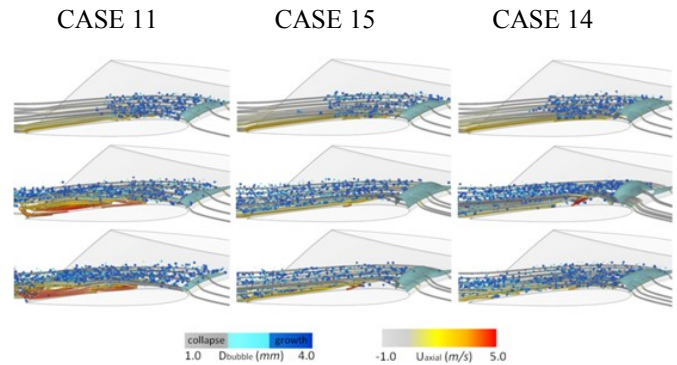 CASE 11 CASE 15 CASE 14
collapse growth
1.0 Dbubble (mm) 4.0 -1.0 Uaxial (m/s) 5.0